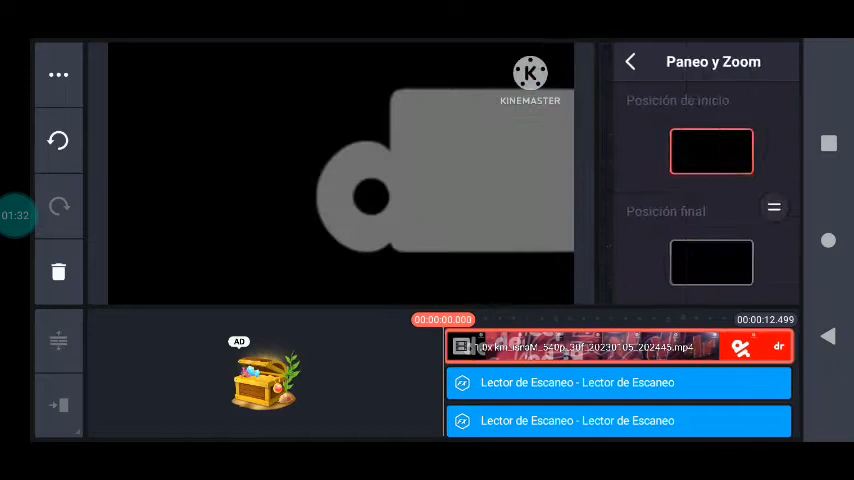 Paneo y Zoom
KINEMASTER
Posición de inicio
01:32
Posición final
00:00:00.000
00:00:12.499
AD
dr
Lector de Escaneo - Lector de Escaneo
Lector de Escaneo - Lector de Escaneo